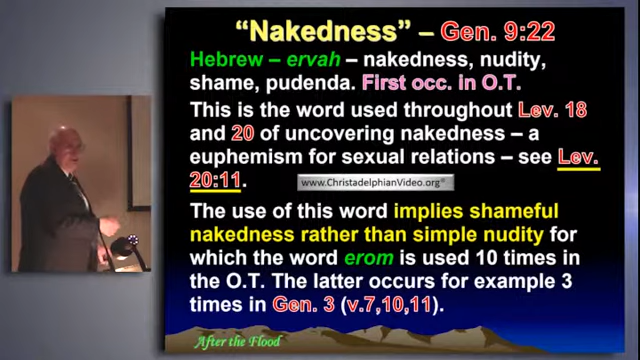 “Nakedness” – Gen. 9:22
Hebrew – ervah – nakedness, nudity,
shame, pudenda. First occ. in O.T.
This is the word used throughout Lev. 18
and 20 of uncovering nakedness – a
euphemism for sexual relations – see Lev.
20:11.
www.ChristadelphianVideo.org
The use of this word implies shameful
nakedness rather than simple nudity for
which the word erom is used 10 times in
the O.T. The latter occurs for example 3
times in Gen. 3 (v.7,10,11).
After the Flood